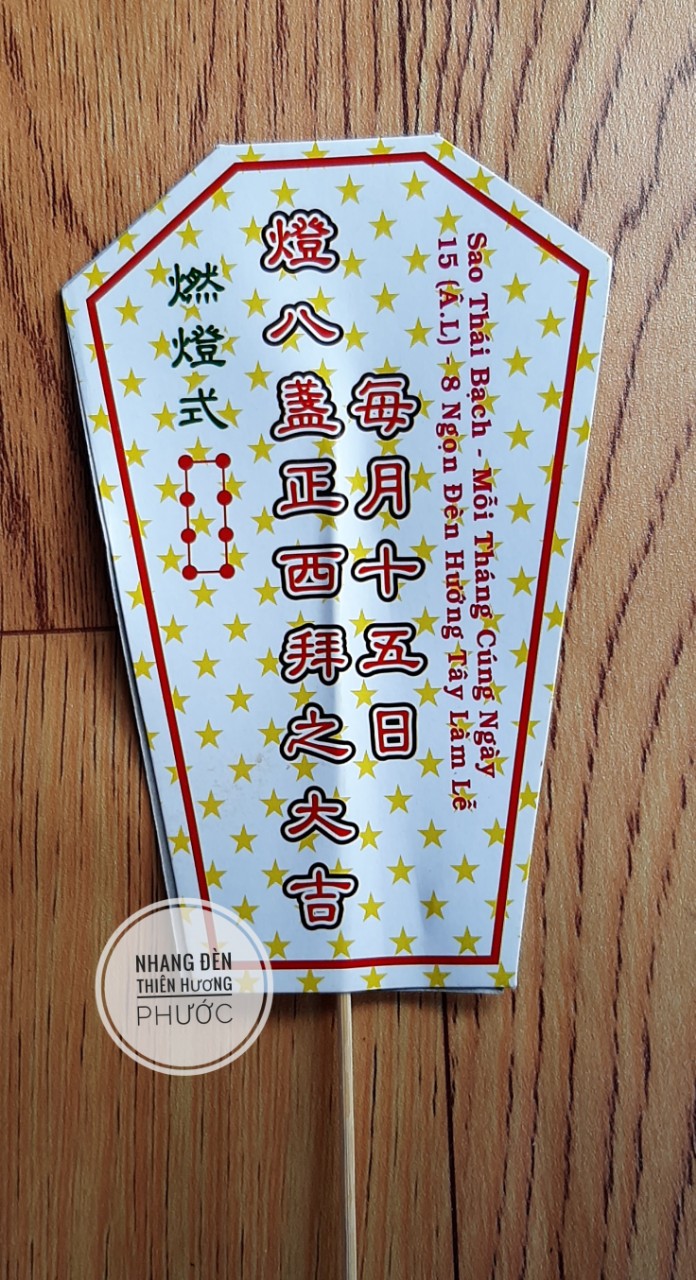 Sao Thái Bạch - Mỗi Tháng Cúng Ngày
15 (Â.L) - 8 Ngọn Đèn Hướng Tây Làm Lễ
每月十五日
燈八盞正西拜之大吉
燃燈式
NHANG ĐÈN
THIÊN HƯƠNG
PHƯỚC